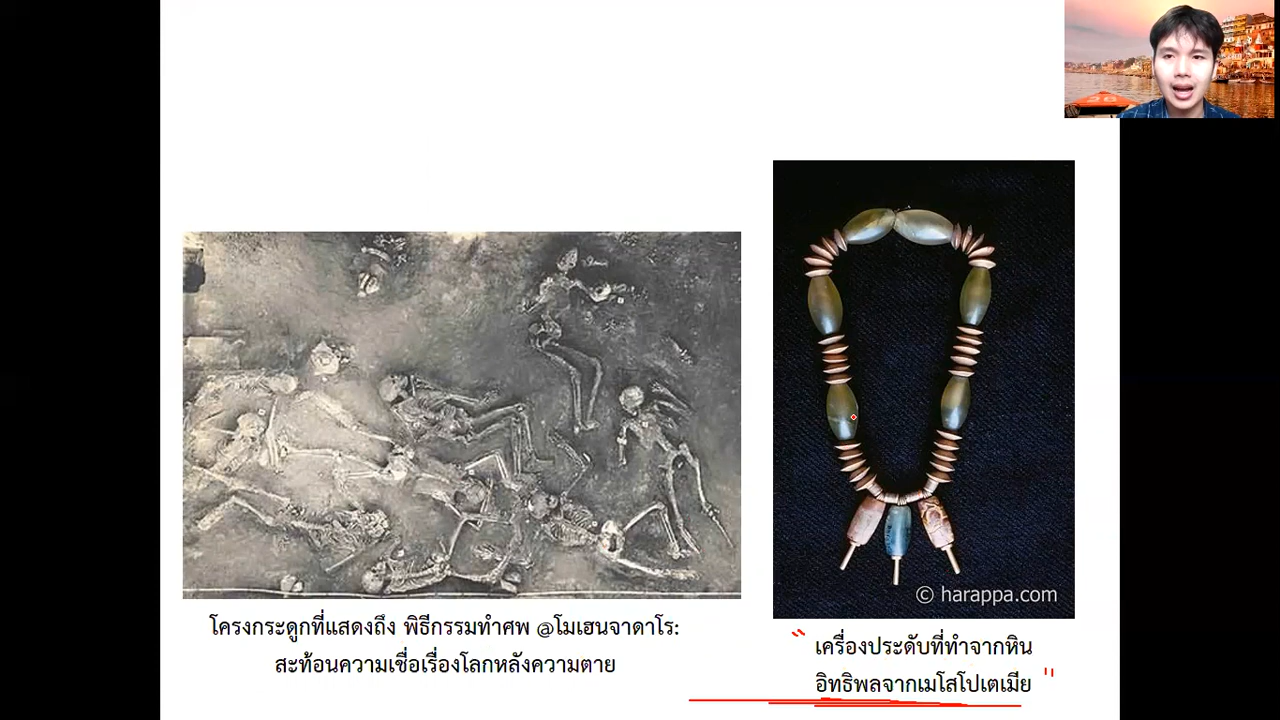 © harappa.com
โครงกระดูกที่แสดงถึง พิธีกรรมทำศพ @โมเฮนจาดาโร:
สะท้อนความเชื่อเรื่องโลกหลังความตาย
เครื่องประดับที่ทำจากหิน
อิทธิพลจากเมโสโปเตเมีย